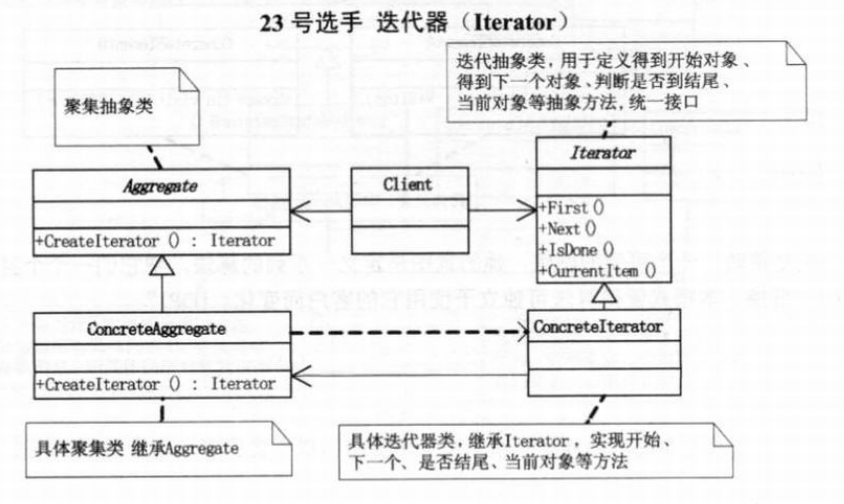 23号选手 迭代器（Iterator）
聚集抽象类
迭代抽象类，用于定义得到开始对象、
得到下一个对象、判断是否到结尾、
当前对象等抽象方法，统一接口
Aggregate
+CreateIterator() : Iterator
Client
Iterator
+First()
+Next()
+IsDone()
+CurrentItem()
ConcreteAggregate
+CreateIterator() : Iterator
ConcreteIterator
具体聚集类 继承Aggregate
具体迭代器类，继承Iterator，实现开始、
下一个、是否结尾、当前对象等方法